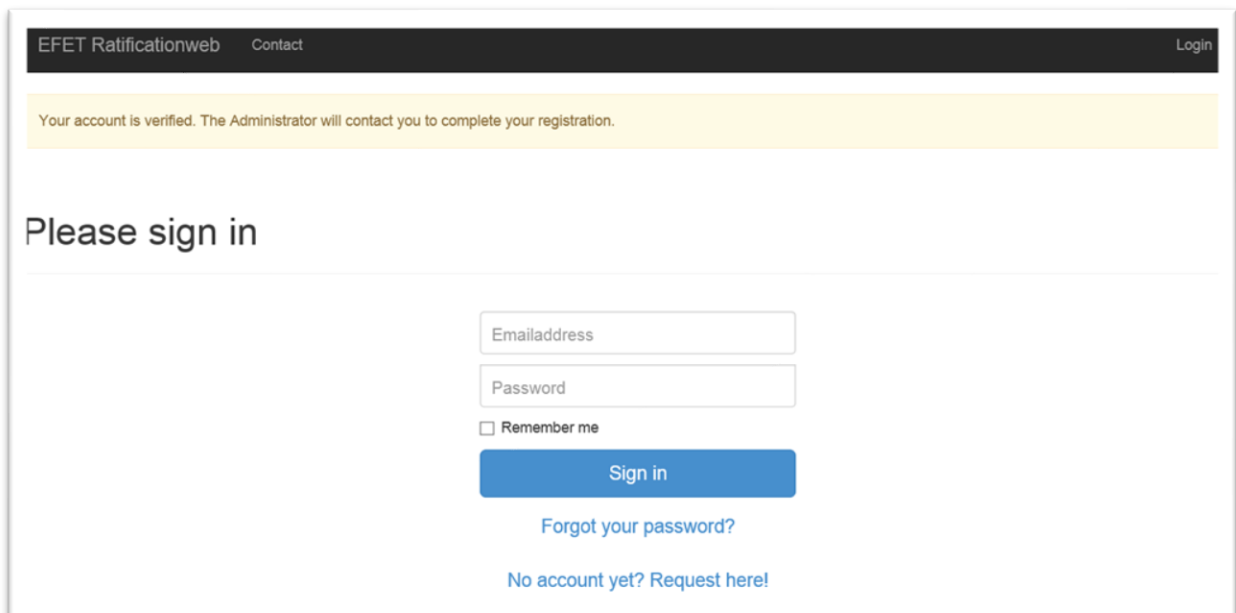 EFET Ratificationweb Contact Login
Your account is verified. The Administrator will contact you to complete your registration.
Please sign in
Emailaddress
Password
Remember me
Sign in
Forgot your password?
No account yet? Request here!